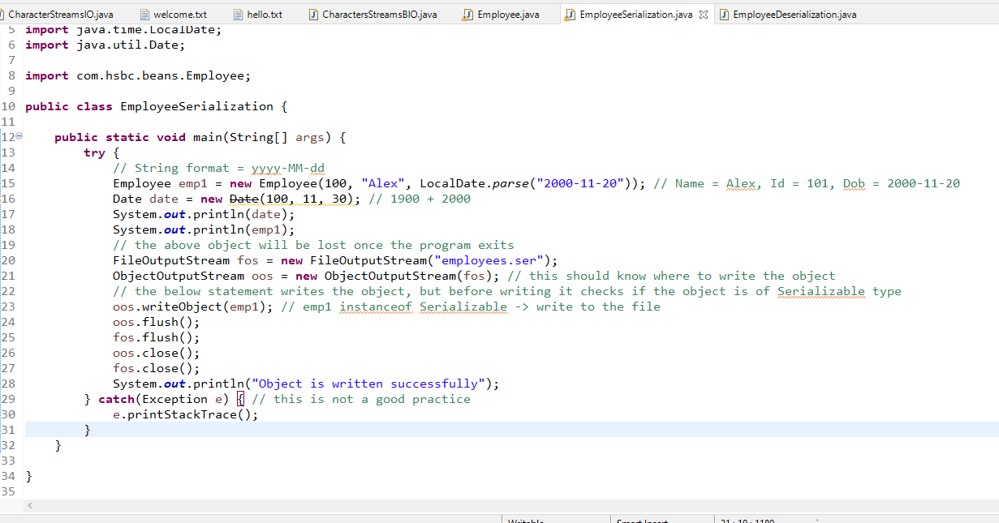 CharacterStreamsIO.java welcome.txt hello.txt CharactersStreamsBIO.java Employee.java EmployeeSerialization.java EmployeeDeserialization.java
5 import java.time.LocalDate;
6 import java.util.Date;
7
8 import com.hsbc.beans.Employee;
9
10 public class EmployeeSerialization {
11
12 public static void main(String[] args) {
13 try {
14 // String format = yyyy-MM-dd
15 Employee emp1 = new Employee(100, "Alex", LocalDate.parse("2000-11-20")); // Name = Alex, Id = 101, Dob = 2000-11-20
16 Date date = new Date(100, 11, 30); // 1900 + 2000
17 System.out.println(date);
18 System.out.println(emp1);
19 // the above object will be lost once the program exits
20 FileOutputStream fos = new FileOutputStream("employees.ser");
21 ObjectOutputStream oos = new ObjectOutputStream(fos); // this should know where to write the object
22 // the below statement writes the object, but before writing it checks if the object is of Serializable type
23 oos.writeObject(emp1); // emp1 instanceof Serializable -> write to the file
24 oos.flush();
25 fos.flush();
26 oos.close();
27 fos.close();
28 System.out.println("Object is written successfully");
29 } catch(Exception e) { // this is not a good practice
30 e.printStackTrace();
31 }
32 }
33
34 }
35
Writable Smart Insert 31 : 10 : 1180